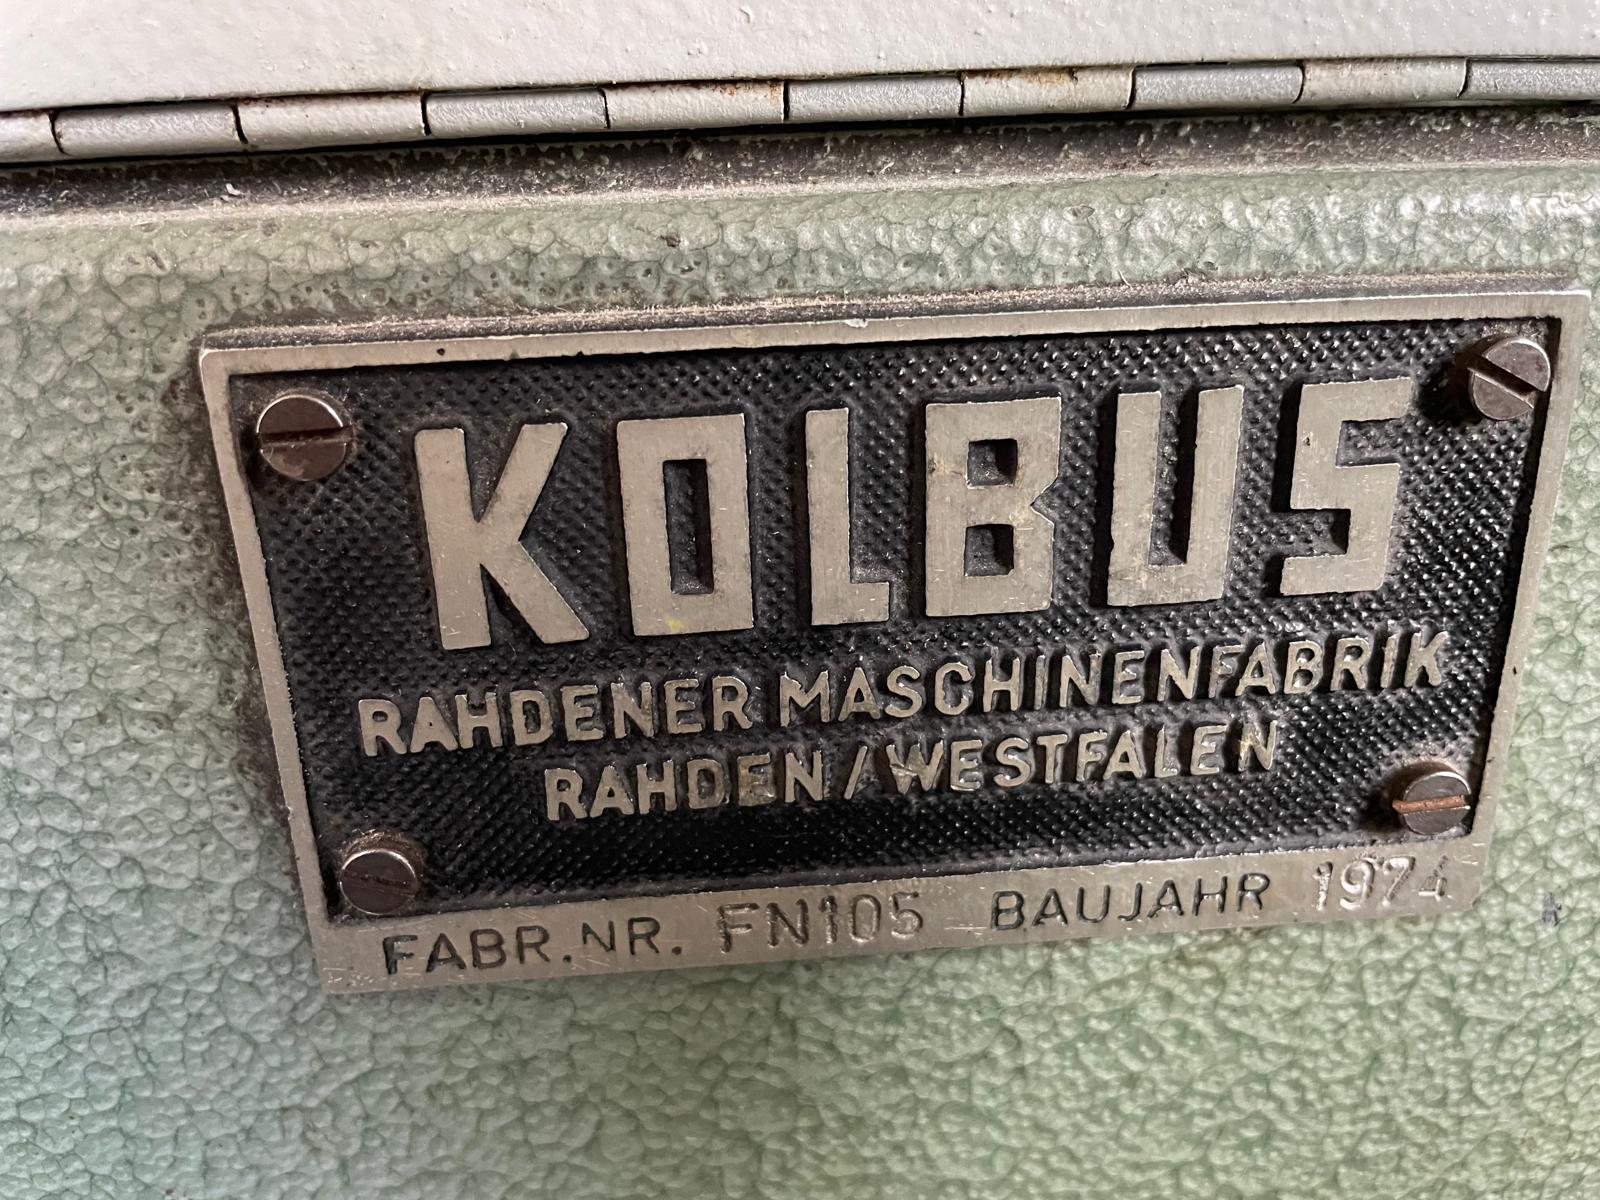 KOLBUS
RAHDENER MASCHINENFABRIK
RAHDEN/WESTFALEN
FABR. NR. FN105 BAUJAHR 1974